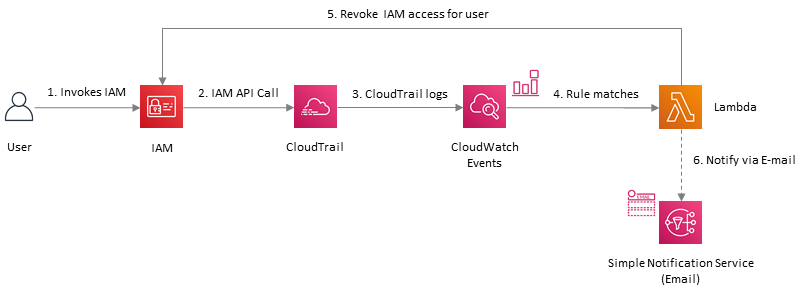 5. Revoke IAM access for user
1. Invokes IAM
2. IAM API Call
3. CloudTrail logs
4. Rule matches
User
IAM
CloudTrail
CloudWatch
Events
Lambda
6. Notify via E-mail
EMAIL
Simple Notification Service
(Email)